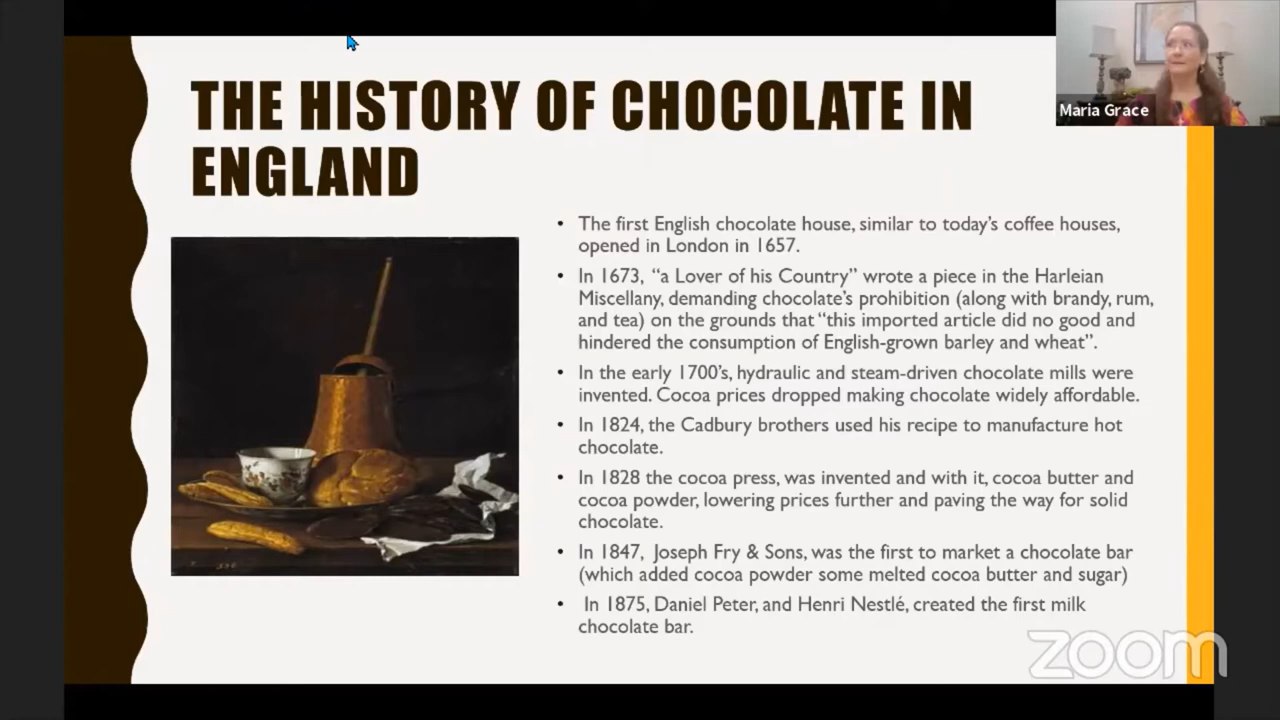 THE HISTORY OF CHOCOLATE IN
ENGLAND
Maria Grace
• The first English chocolate house, similar to today's coffee houses,
opened in London in 1657.
• In 1673, “a Lover of his Country” wrote a piece in the Harleian
Miscellany, demanding chocolate's prohibition (along with brandy, rum,
and tea) on the grounds that “this imported article did no good and
hindered the consumption of English-grown barley and wheat”.
• In the early 1700's, hydraulic and steam-driven chocolate mills were
invented. Cocoa prices dropped making chocolate widely affordable.
• In 1824, the Cadbury brothers used his recipe to manufacture hot
chocolate.
• In 1828 the cocoa press, was invented and with it, cocoa butter and
cocoa powder, lowering prices further and paving the way for solid
chocolate.
• In 1847, Joseph Fry & Sons, was the first to market a chocolate bar
(which added cocoa powder some melted cocoa butter and sugar)
• In 1875, Daniel Peter, and Henri Nestlé, created the first milk
chocolate bar.
zoom